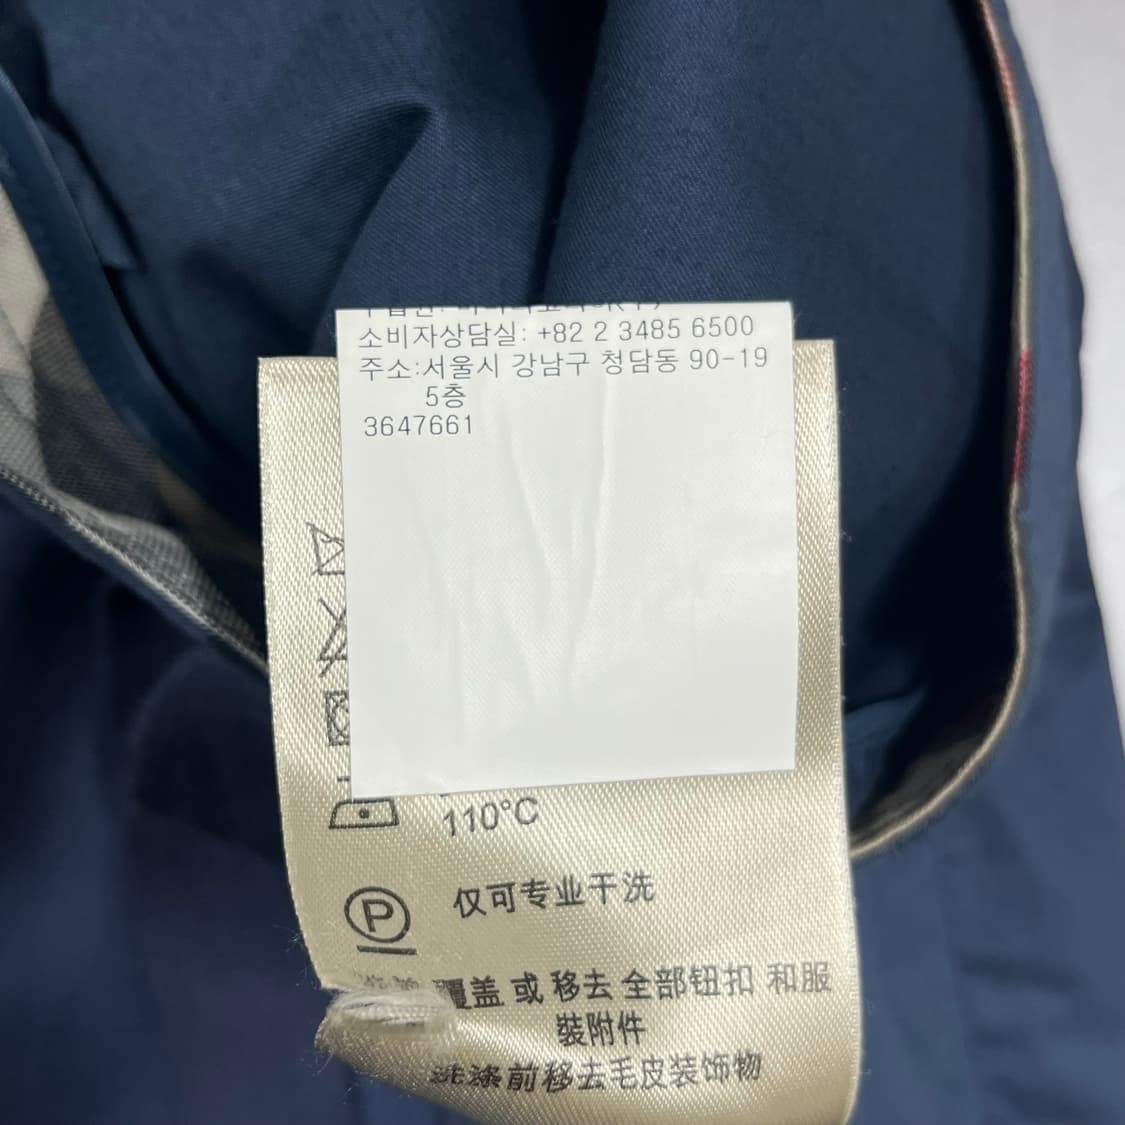 소비자상담실: +82 2 3485 6500
주소:서울시 강남구 청담동 90-19
5층
3647661
110°C
P
仅可专业干洗
覆盖 或 移去 全部钮扣 和服
裝附件
洗涤前移去毛皮装饰物